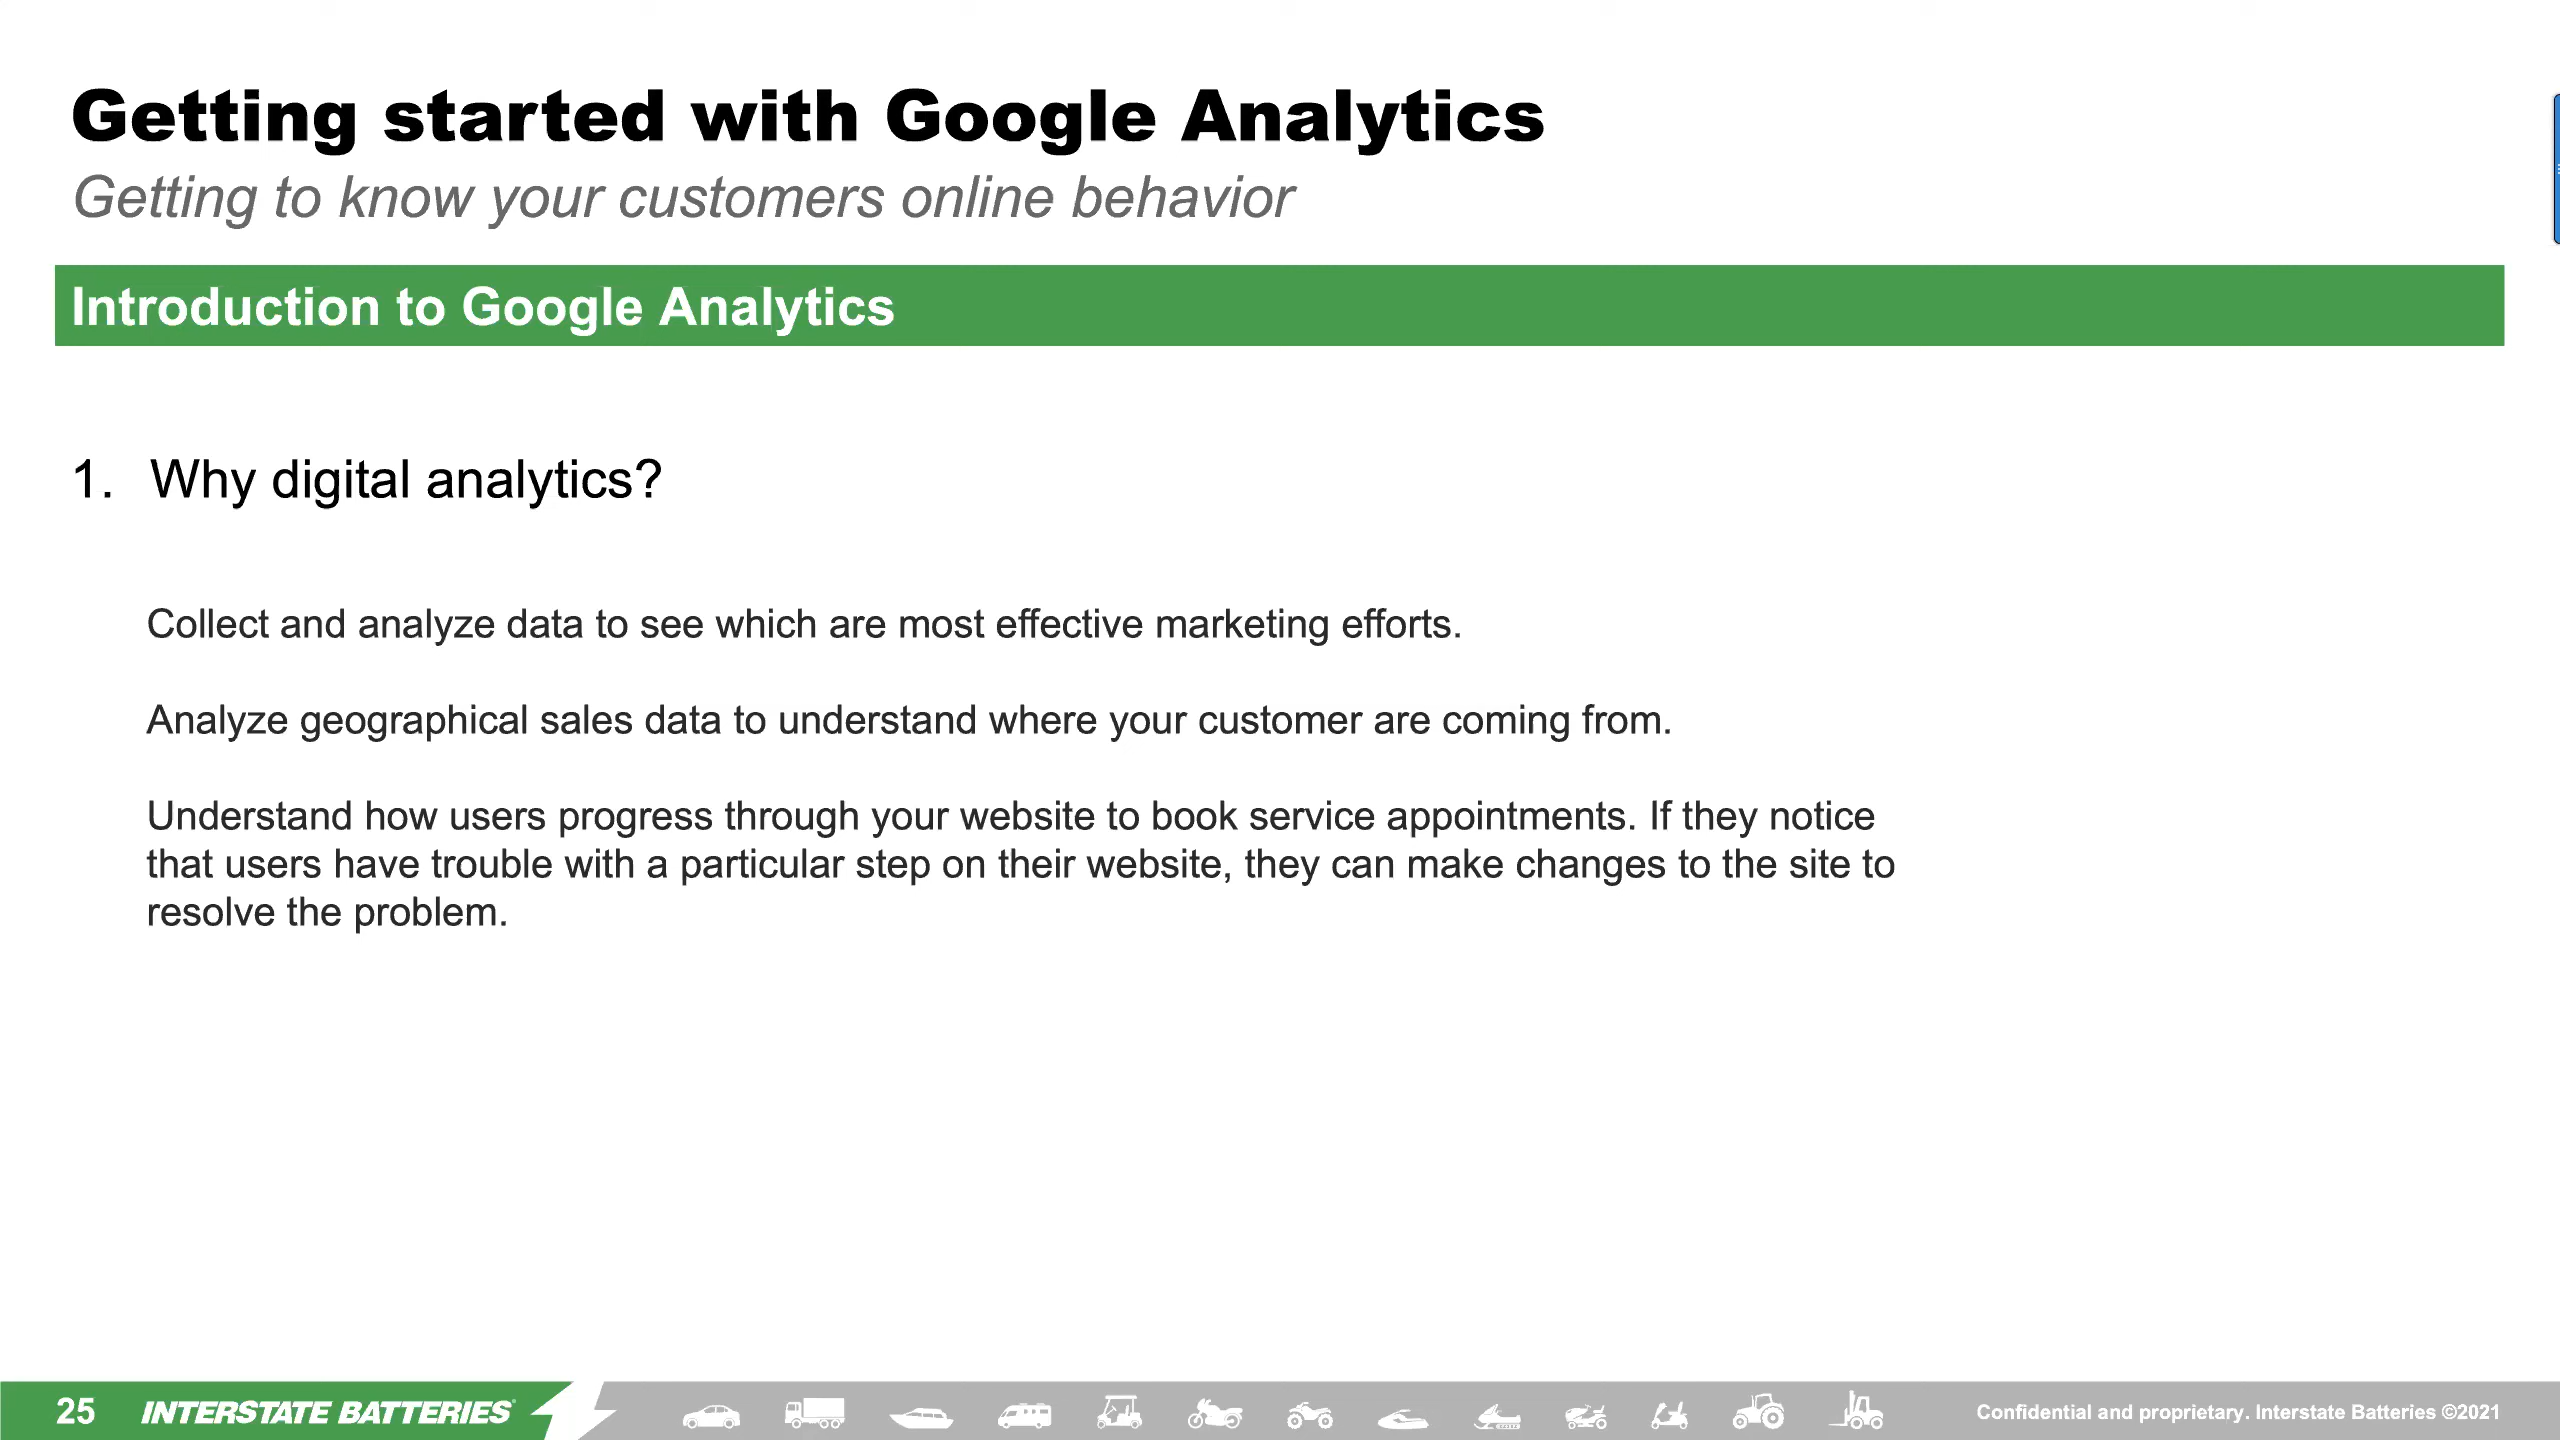 Getting started with Google Analytics
Getting to know your customers online behavior
Introduction to Google Analytics
1. Why digital analytics?
Collect and analyze data to see which are most effective marketing efforts.
Analyze geographical sales data to understand where your customer are coming from.
Understand how users progress through your website to book service appointments. If they notice
that users have trouble with a particular step on their website, they can make changes to the site to
resolve the problem.
25 INTERSTATE BATTERIES Confidential and proprietary. Interstate Batteries ©2021